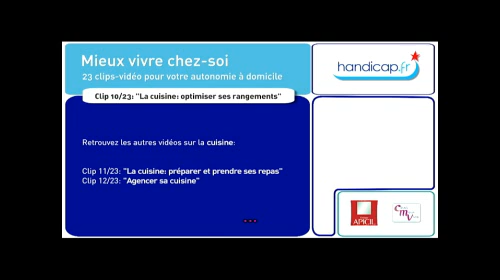 Mieux vivre chez-soi
23 clips-vidéo pour votre autonomie à domicile
Clip 10/23: "La cuisine: optimiser ses rangements"
handicap.fr
Retrouvez les autres vidéos sur la cuisine:
Clip 11/23: "La cuisine: préparer et prendre ses repas"
Clip 12/23: "Agencer sa cuisine"
APICIL